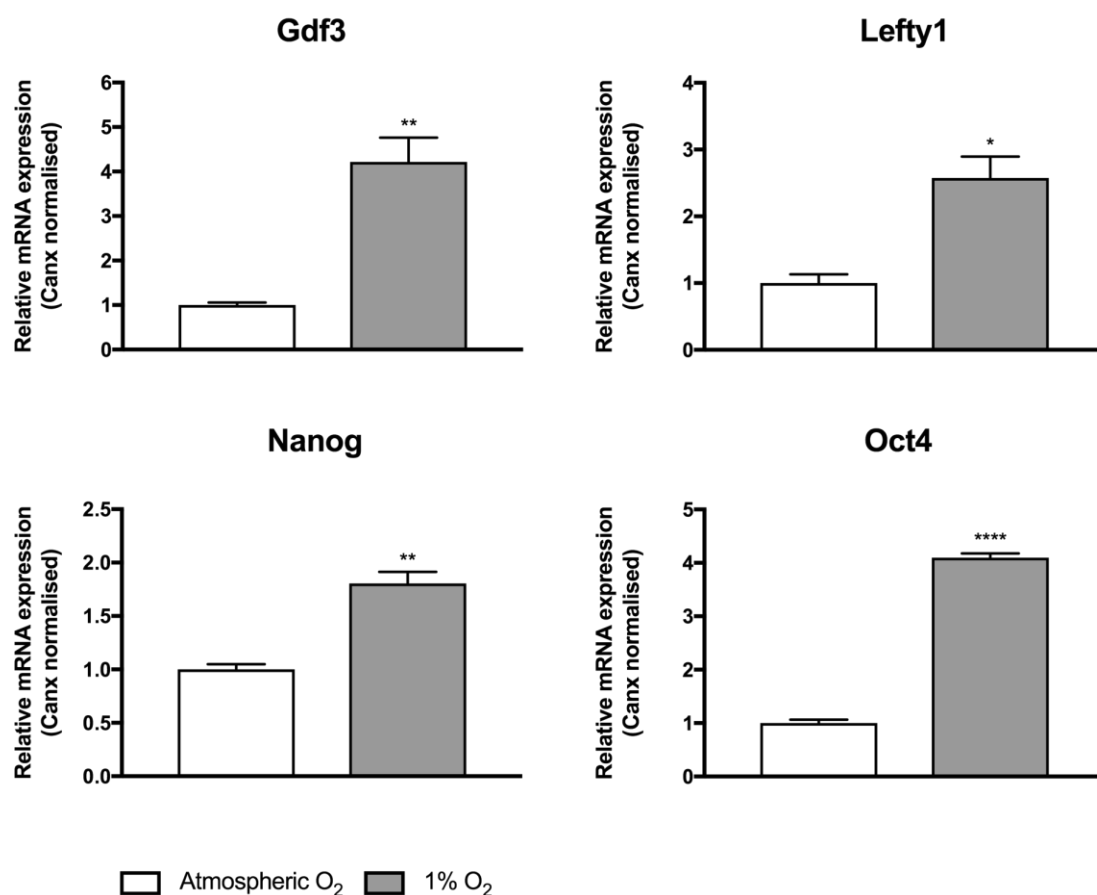 Gdf3
Relative mRNA expression
(Canx normalised)
6
5
4
3
2
1
0
**
Lefty1
Relative mRNA expression
(Canx normalised)
4
3
2
1
0
*
Nanog
Relative mRNA expression
(Canx normalised)
2.5
2.0
1.5
1.0
0.5
0.0
**
Oct4
Relative mRNA expression
(Canx normalised)
5
4
3
2
1
0
****
Atmospheric O₂
1% O₂